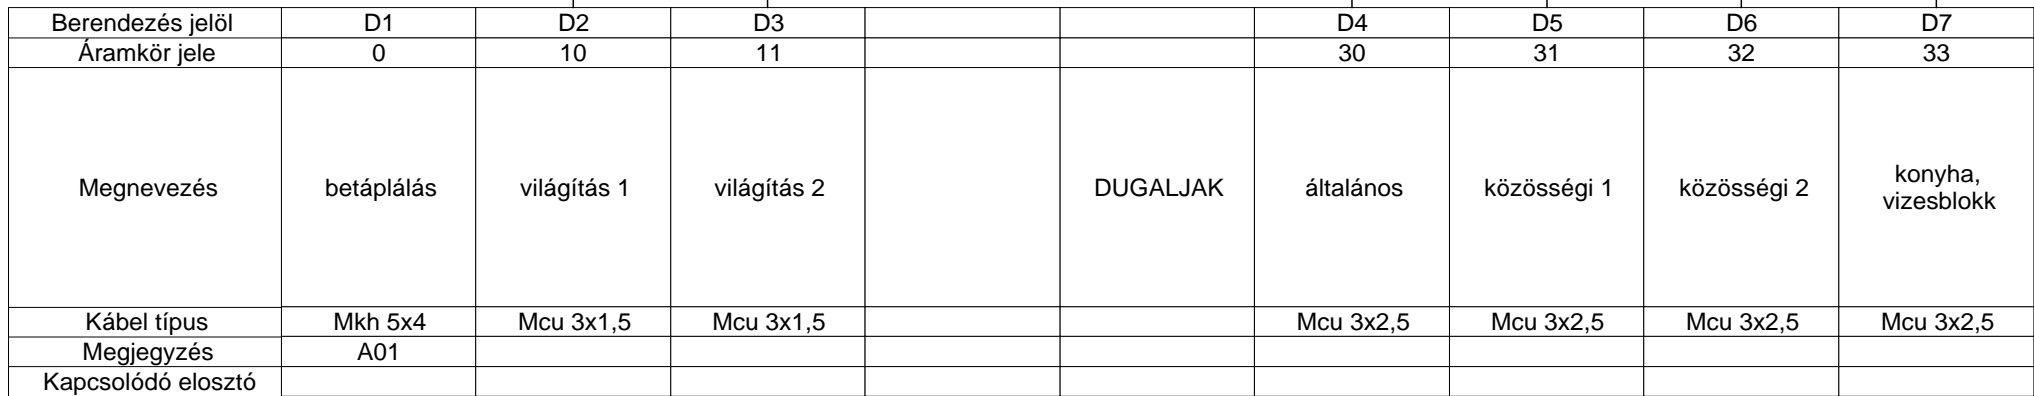 Berendezés jelöl D1 D2 D3 D4 D5 D6 D7
Áramkör jele 0 10 11 30 31 32 33
Megnevezés betáplálás világítás 1 világítás 2 DUGALJAK általános közösségi 1 közösségi 2 konyha,
vizesblokk
Kábel típus Mkh 5x4 Mcu 3x1,5 Mcu 3x1,5 Mcu 3x2,5 Mcu 3x2,5 Mcu 3x2,5 Mcu 3x2,5
Megjegyzés A01
Kapcsolódó elosztó